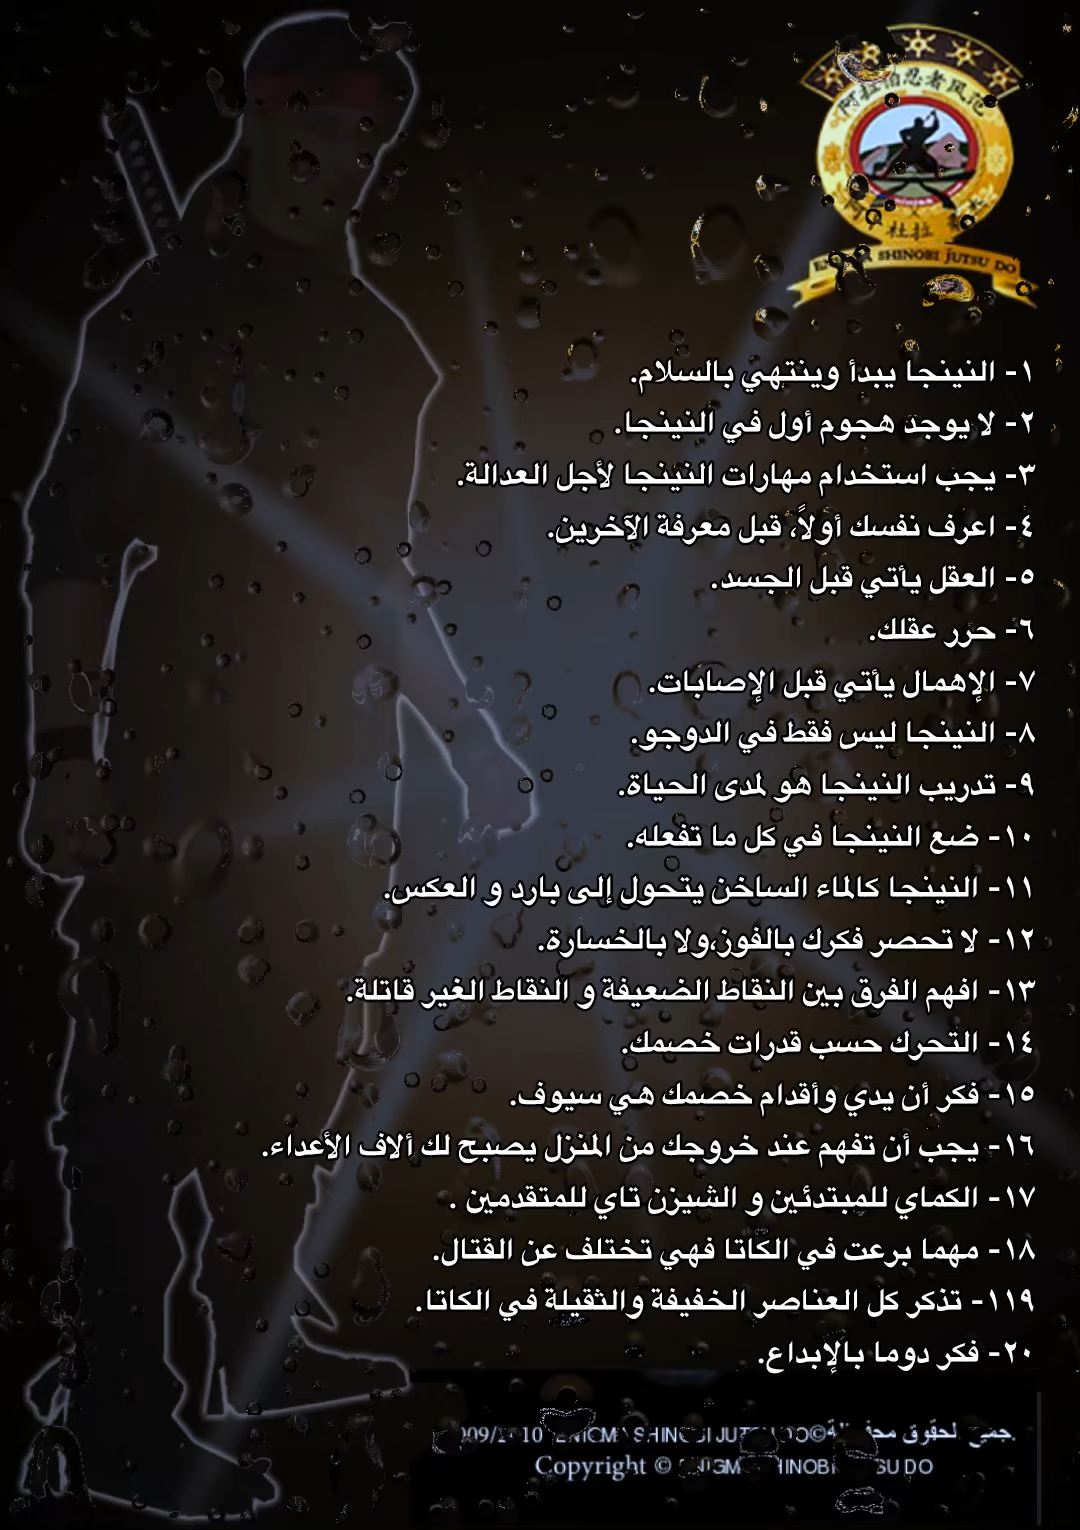 SHINOBI JUTSU DO
١- النينجا يبدأ وينتهي بالسلام.
٢- لا يوجد هجوم أول في النينجا.
٣- يجب استخدام مهارات النينجا لأجل العدالة.
٤- اعرف نفسك أولاً، قبل معرفة الآخرين.
٥- العقل يأتي قبل الجسد.
٦- حرر عقلك.
٧- الإهمال يأتي قبل الإصابات.
٨- النينجا ليس فقط في الدوجو.
٩- تدريب النينجا هو لمدى الحياة.
١٠- ضع النينجا في كل ما تفعله.
١١- النينجا كالماء الساخن يتحول إلى بارد و العكس.
١٢- لا تحصر فكرك بالفوز،ولا بالخسارة.
١٣- افهم الفرق بين النقاط الضعيفة و النقاط الغير قاتلة.
١٤- التحرك حسب قدرات خصمك.
١٥- فكر أن يدي وأقدام خصمك هي سيوف.
١٦- يجب أن تفهم عند خروجك من المنزل يصبح لك ألاف الأعداء.
١٧- الكماي للمبتدئين و الشيزن تاي للمتقدمين .
١٨- مهما برعت في الكاتا فهي تختلف عن القتال.
١١٩- تذكر كل العناصر الخفيفة والثقيلة في الكاتا.
٢٠- فكر دوما بالإبداع.
Copyright ©